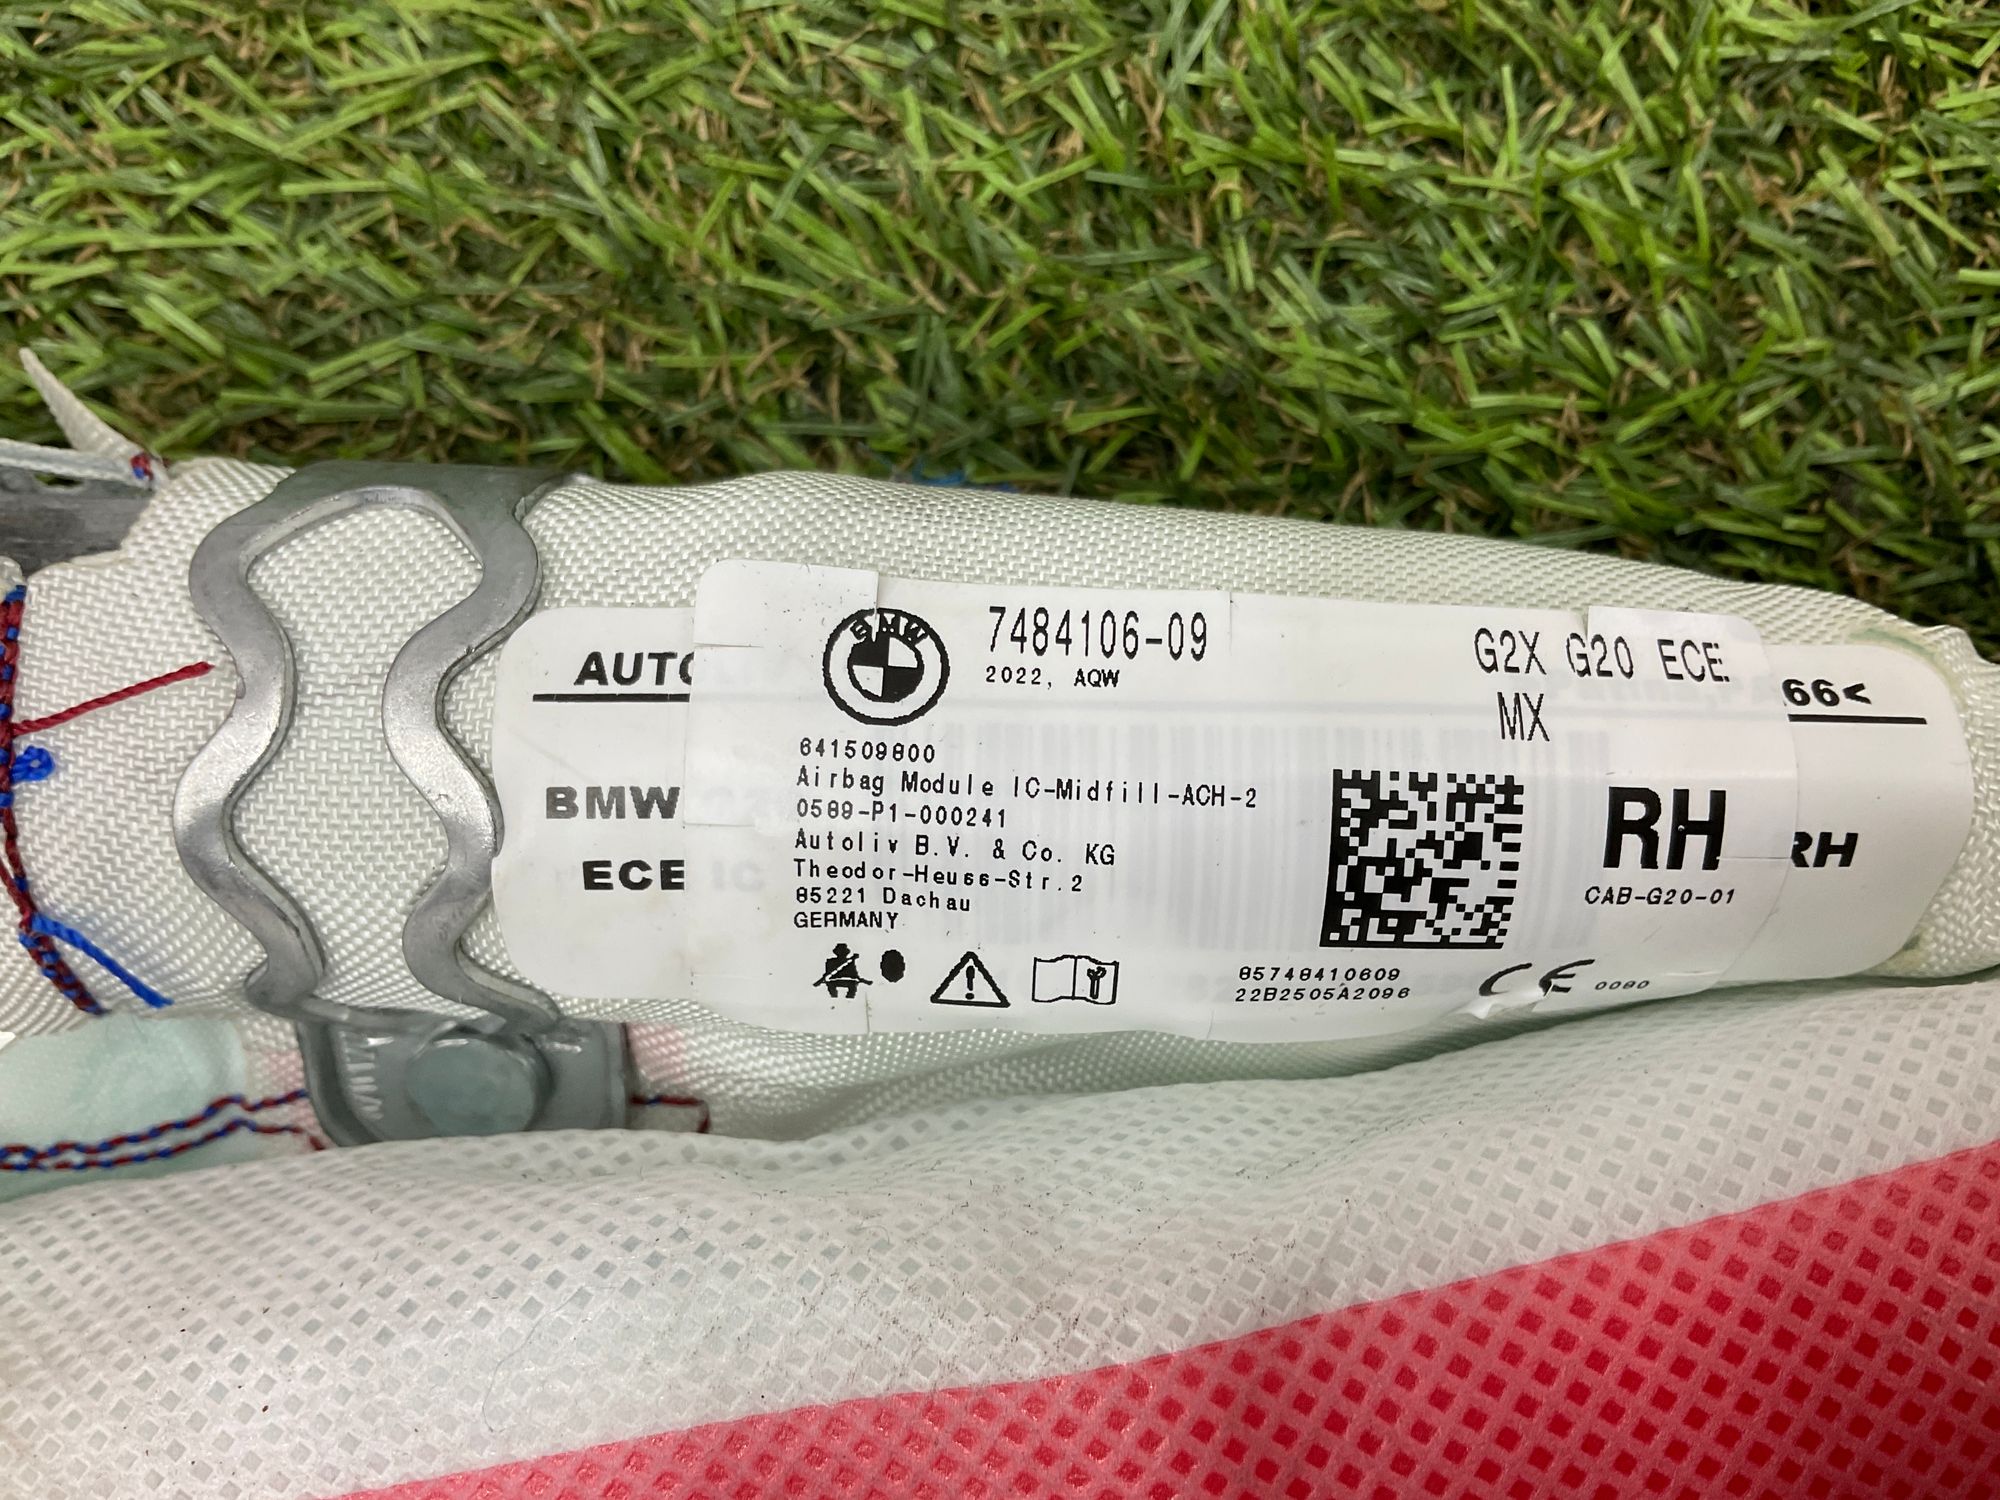 BMW
7484106-09
2022, AQW
G2X G20 ECE
MX
66<
BMW
ECE
641509800
Airbag Module IC-Midfill-ACH-2
0589-P1-000241
Autoliv B.V. & Co. KG
Theodor-Heuss-Str.2
85221 Dachau
GERMANY
RH
CAB-G20-01
RH
85748410609
22B2505A2096
CE 0080